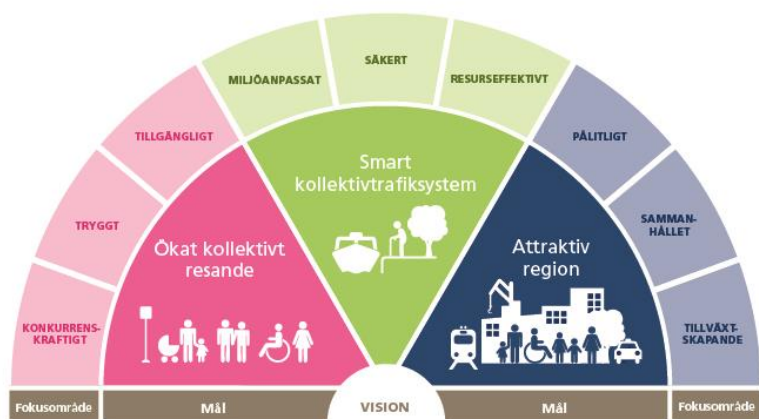 MILJÖANPASSAT
SÄKERT
RESURSEFFEKTIVT
TILLGÄNGLIGT
PÅLITLIGT
Smart
kollektivtrafiksystem
TRYGGT
SAMMAN-
HÅLLET
Ökat kollektivt
resande
Attraktiv
region
KONKURRENS-
KRAFTIGT
TILLVÄXT-
SKAPANDE
Fokusområde
Mål
VISION
Mål
Fokusområde